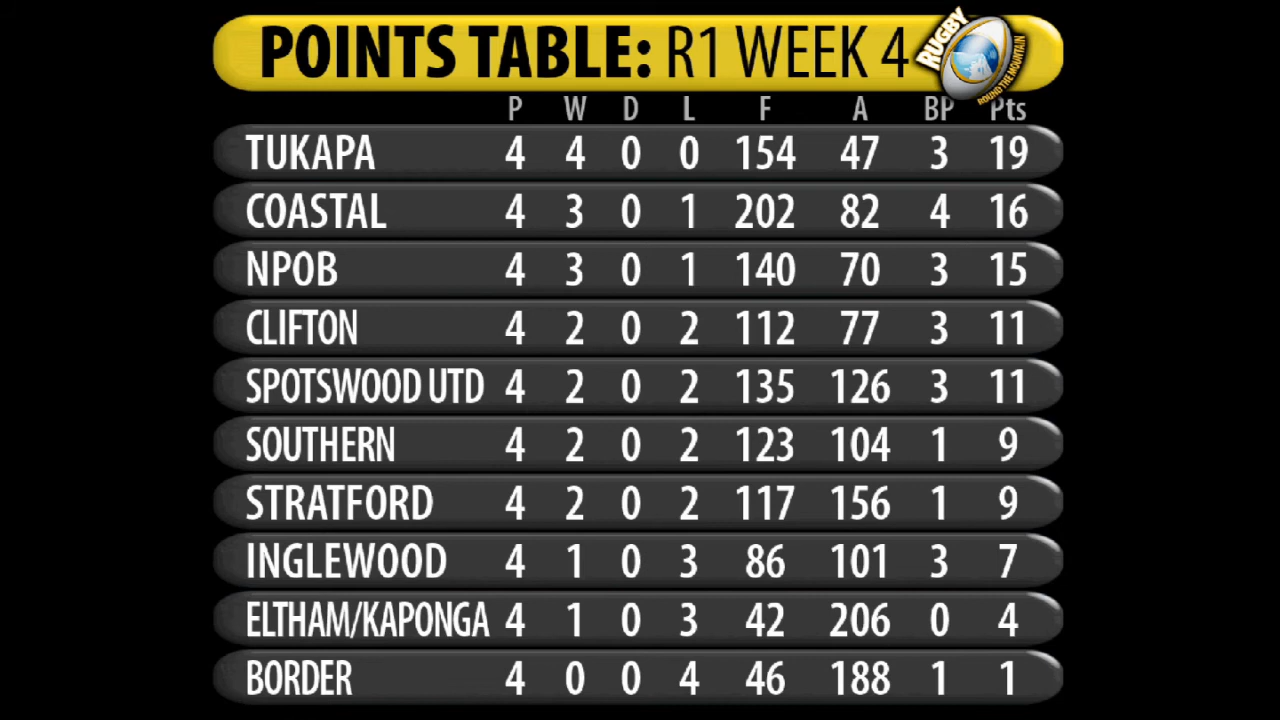 POINTS TABLE: R1 WEEK 4
RUGBY
ROUND THE MOUNTAIN
P W D L F A BP Pts
TUKAPA 4 4 0 0 154 47 3 19
COASTAL 4 3 0 1 202 82 4 16
NPOB 4 3 0 1 140 70 3 15
CLIFTON 4 2 0 2 112 77 3 11
SPOTSWOOD UTD 4 2 0 2 135 126 3 11
SOUTHERN 4 2 0 2 123 104 1 9
STRATFORD 4 2 0 2 117 156 1 9
INGLEWOOD 4 1 0 3 86 101 3 7
ELTHAM/KAPONGA 4 1 0 3 42 206 0 4
BORDER 4 0 0 4 46 188 1 1